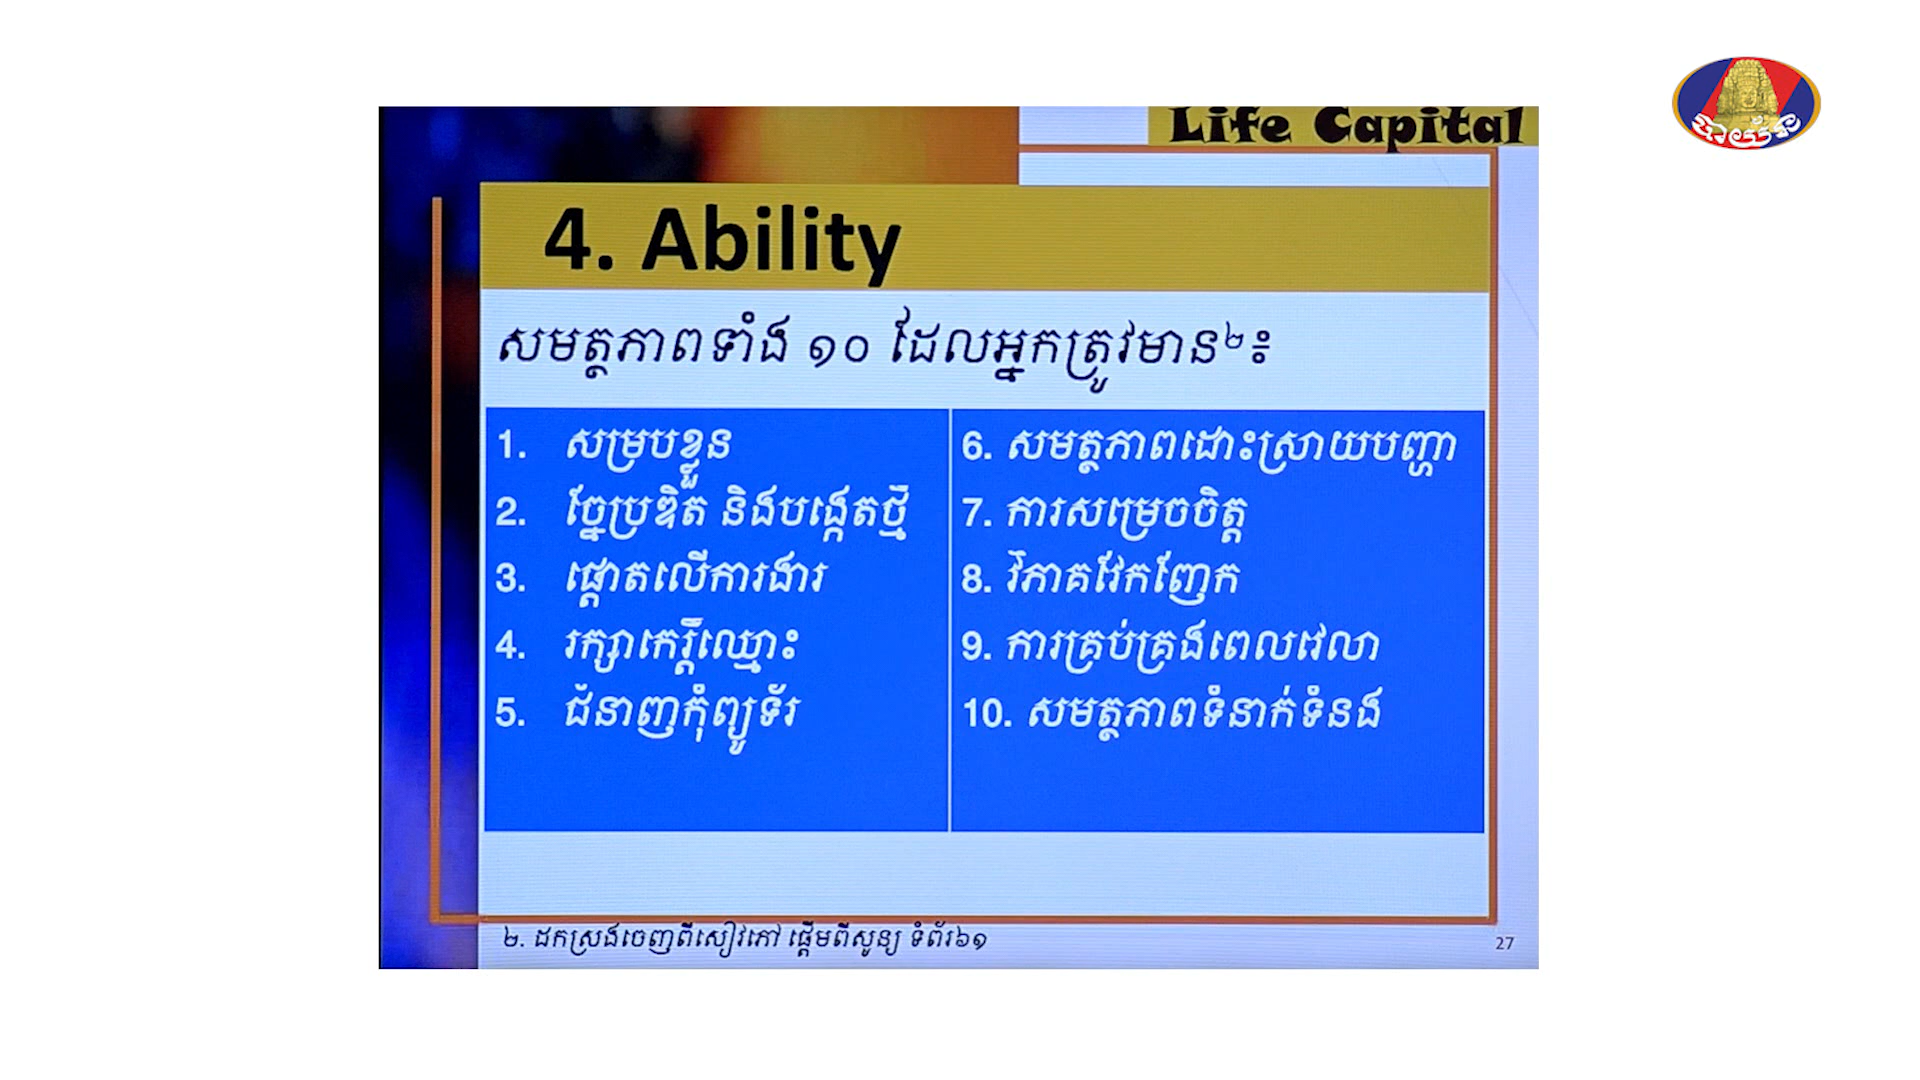 Life Capital
បាយ័ន
4. Ability
សមត្ថភាពទាំង ១០ ដែលអ្នកត្រូវមាន២៖
1. សម្របខ្លួន
2. ច្នៃប្រឌិត និងបង្កើតថ្មី
3. ផ្តោតលើការងារ
4. រក្សាកេរ្តិ៍ឈ្មោះ
5. ជំនាញកុំព្យូទ័រ
6. សមត្ថភាពដោះស្រាយបញ្ហា
7. ការសម្រេចចិត្ត
8. វិភាគវែកញែក
9. ការគ្រប់គ្រងពេលវេលា
10. សមត្ថភាពទំនាក់ទំនង
២. ដកស្រង់ចេញពីសៀវភៅ ផ្តើមពីសូន្យ ទំព័រ៦១
27